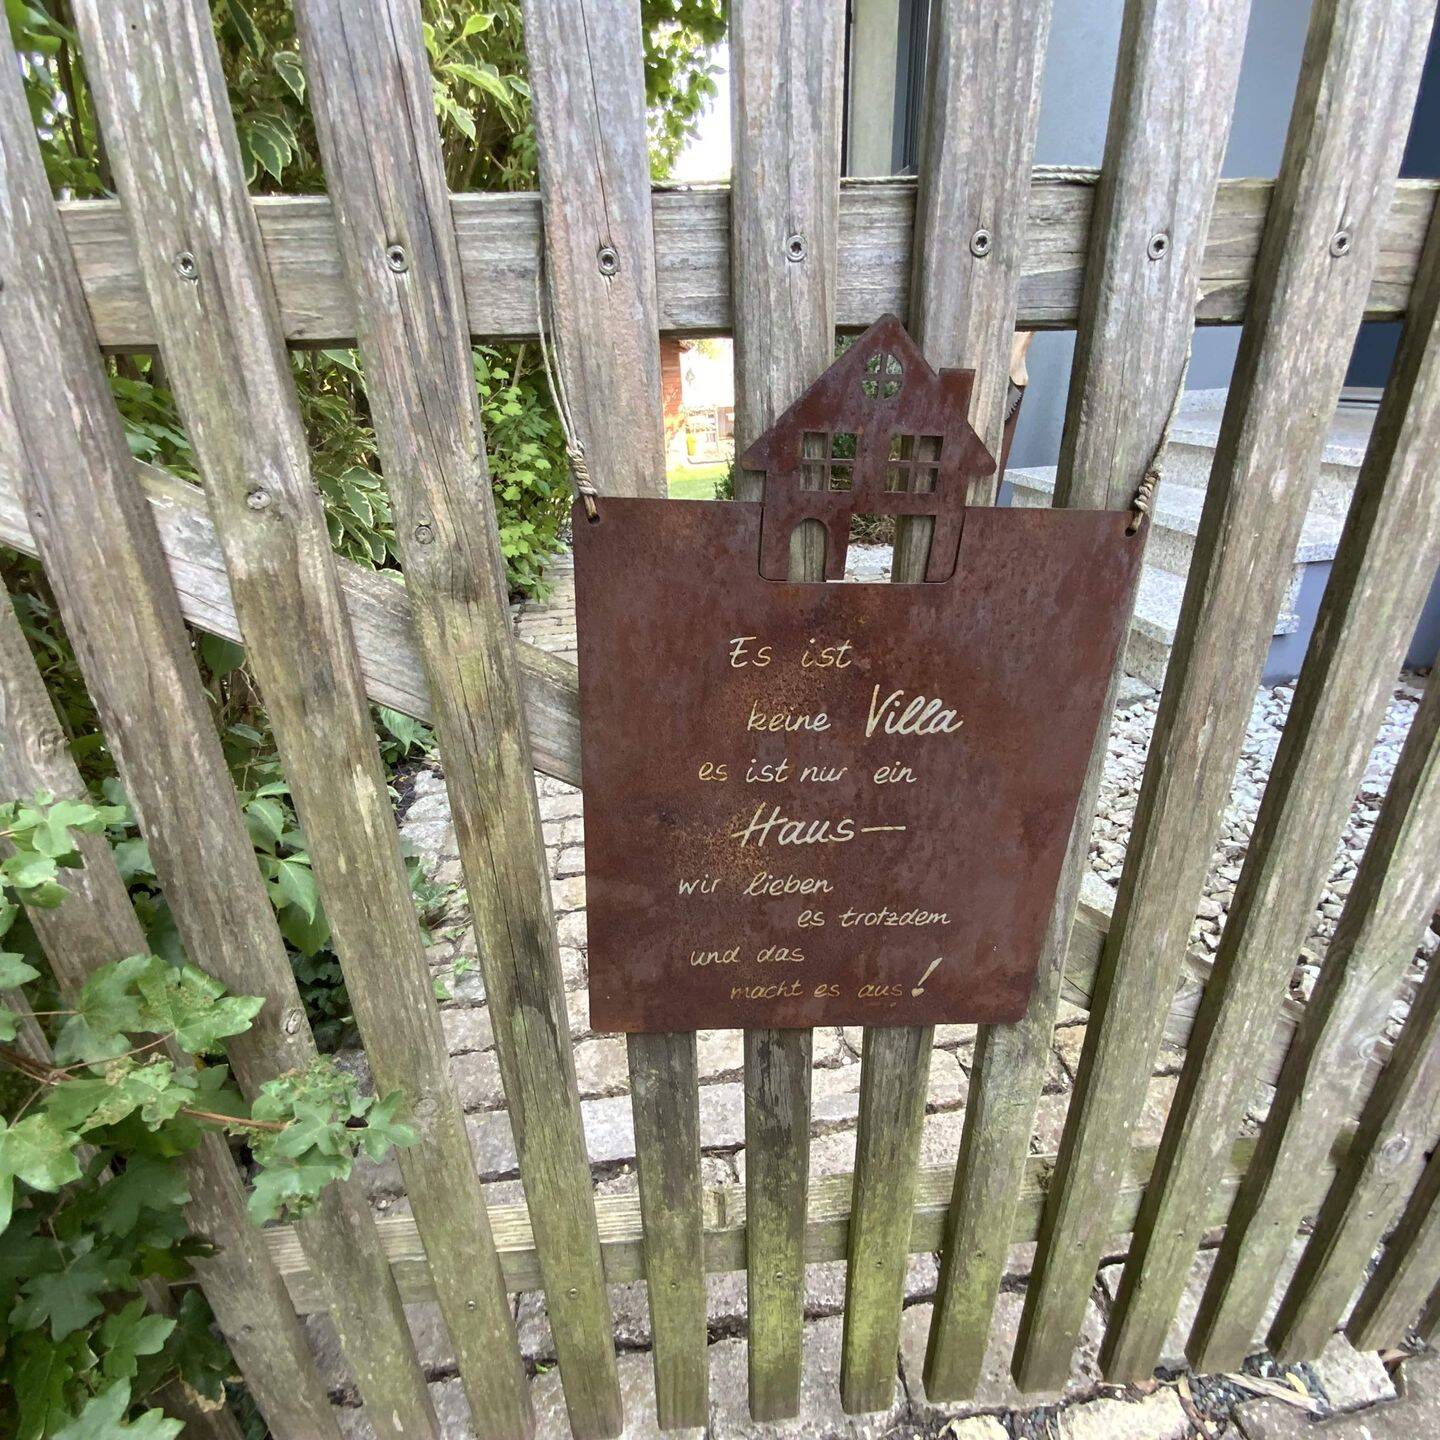 Es ist
keine Villa
es ist nur ein
Haus—
wir lieben
es trotzdem
und das
macht es aus!